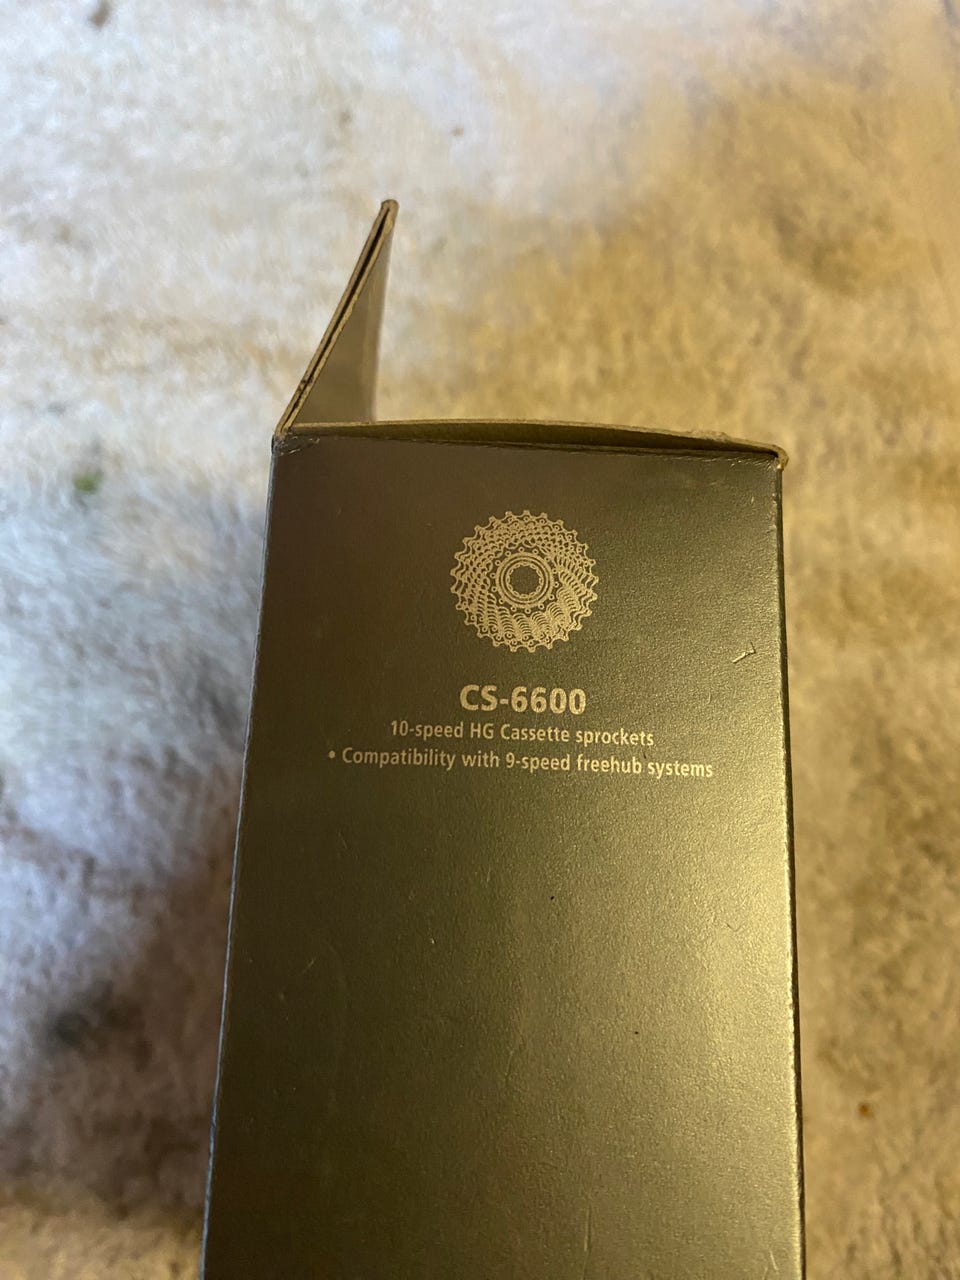 CS-6600
10-speed HG Cassette sprockets
• Compatibility with 9-speed freehub systems